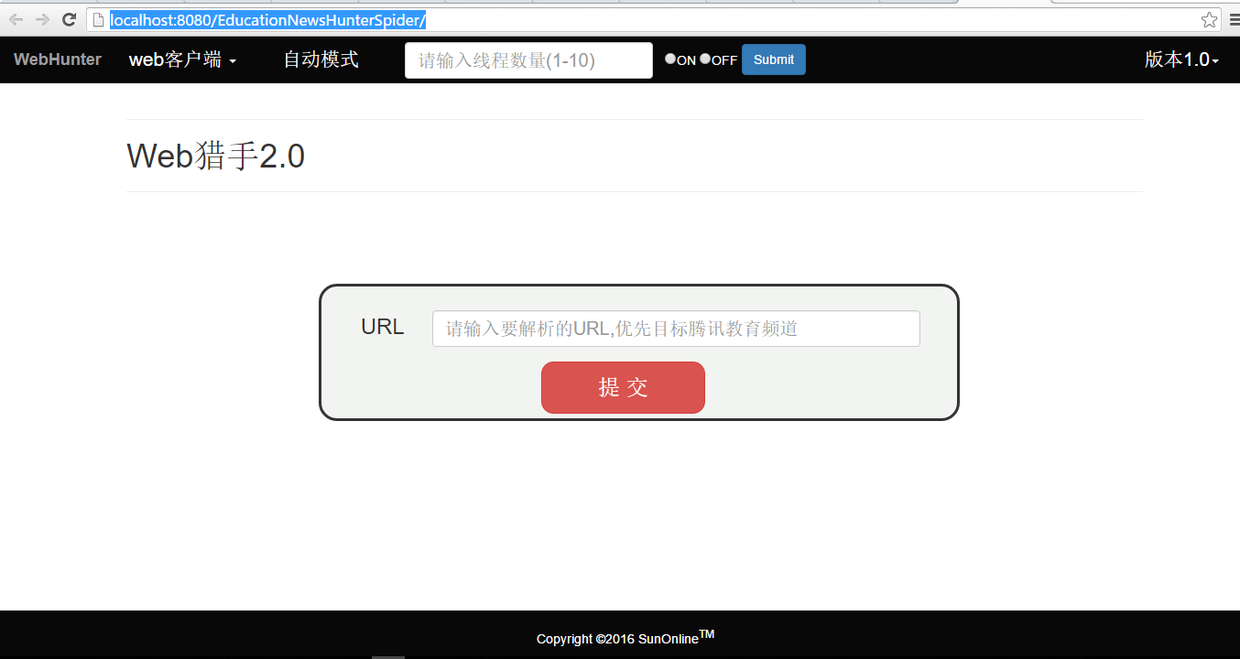 localhost:8080/EducationNewsHunterSpider/
WebHunter web客户端 自动模式 请输入线程数量(1-10) ON OFF Submit 版本1.0
Web猎手2.0
URL 请输入要解析的URL,优先目标腾讯教育频道
提 交
Copyright ©2016 SunOnlineTM